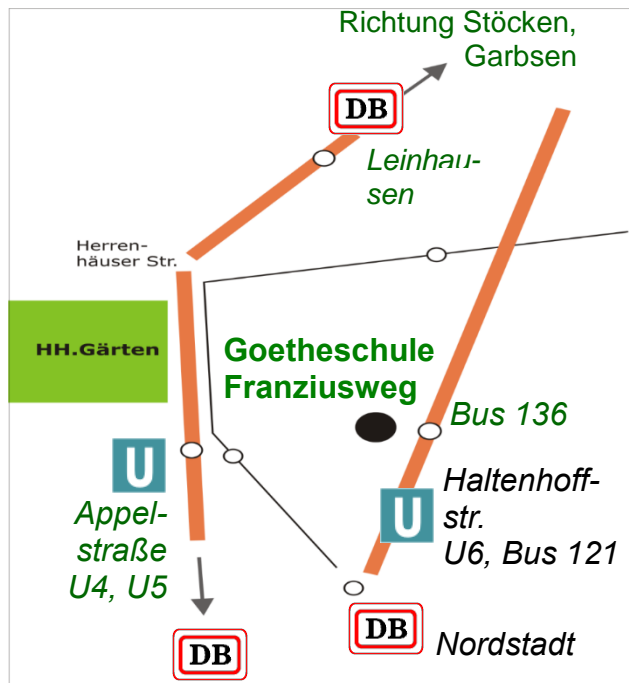 Richtung Stöcken,
Garbsen
DB
Leinhau-
sen
Herren-
häuser Str.
HH.Gärten
Goetheschule
Franziusweg
Bus 136
U
Appel-
straße
U4, U5
U
Haltenhoff-
str.
U6, Bus 121
DB
DB
Nordstadt